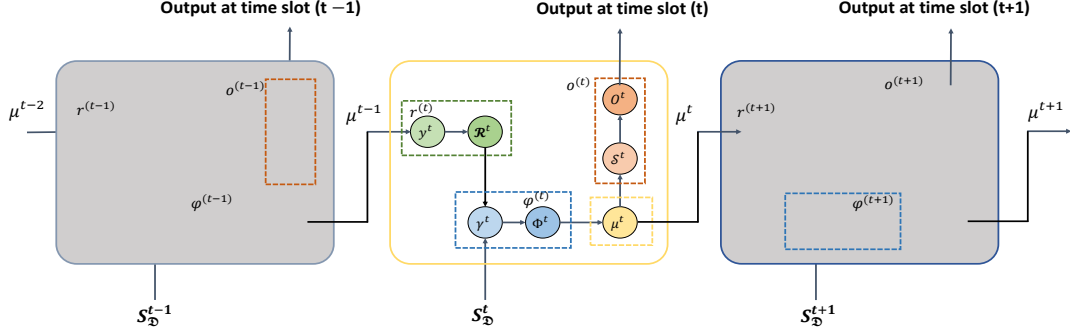 Output at time slot (t −1)
Output at time slot (t)
Output at time slot (t+1)
μ^{t-2}
r^{(t-1)}
o^{(t-1)}
φ^{(t-1)}
S_𝔇^{t-1}
μ^{t-1}
r^{(t)}
y^t
𝓡^t
o^{(t)}
O^t
𝒮^t
φ^{(t)}
γ^t
Φ^t
μ^t
S_𝔇^t
μ^t
r^{(t+1)}
o^{(t+1)}
φ^{(t+1)}
S_𝔇^{t+1}
μ^{t+1}